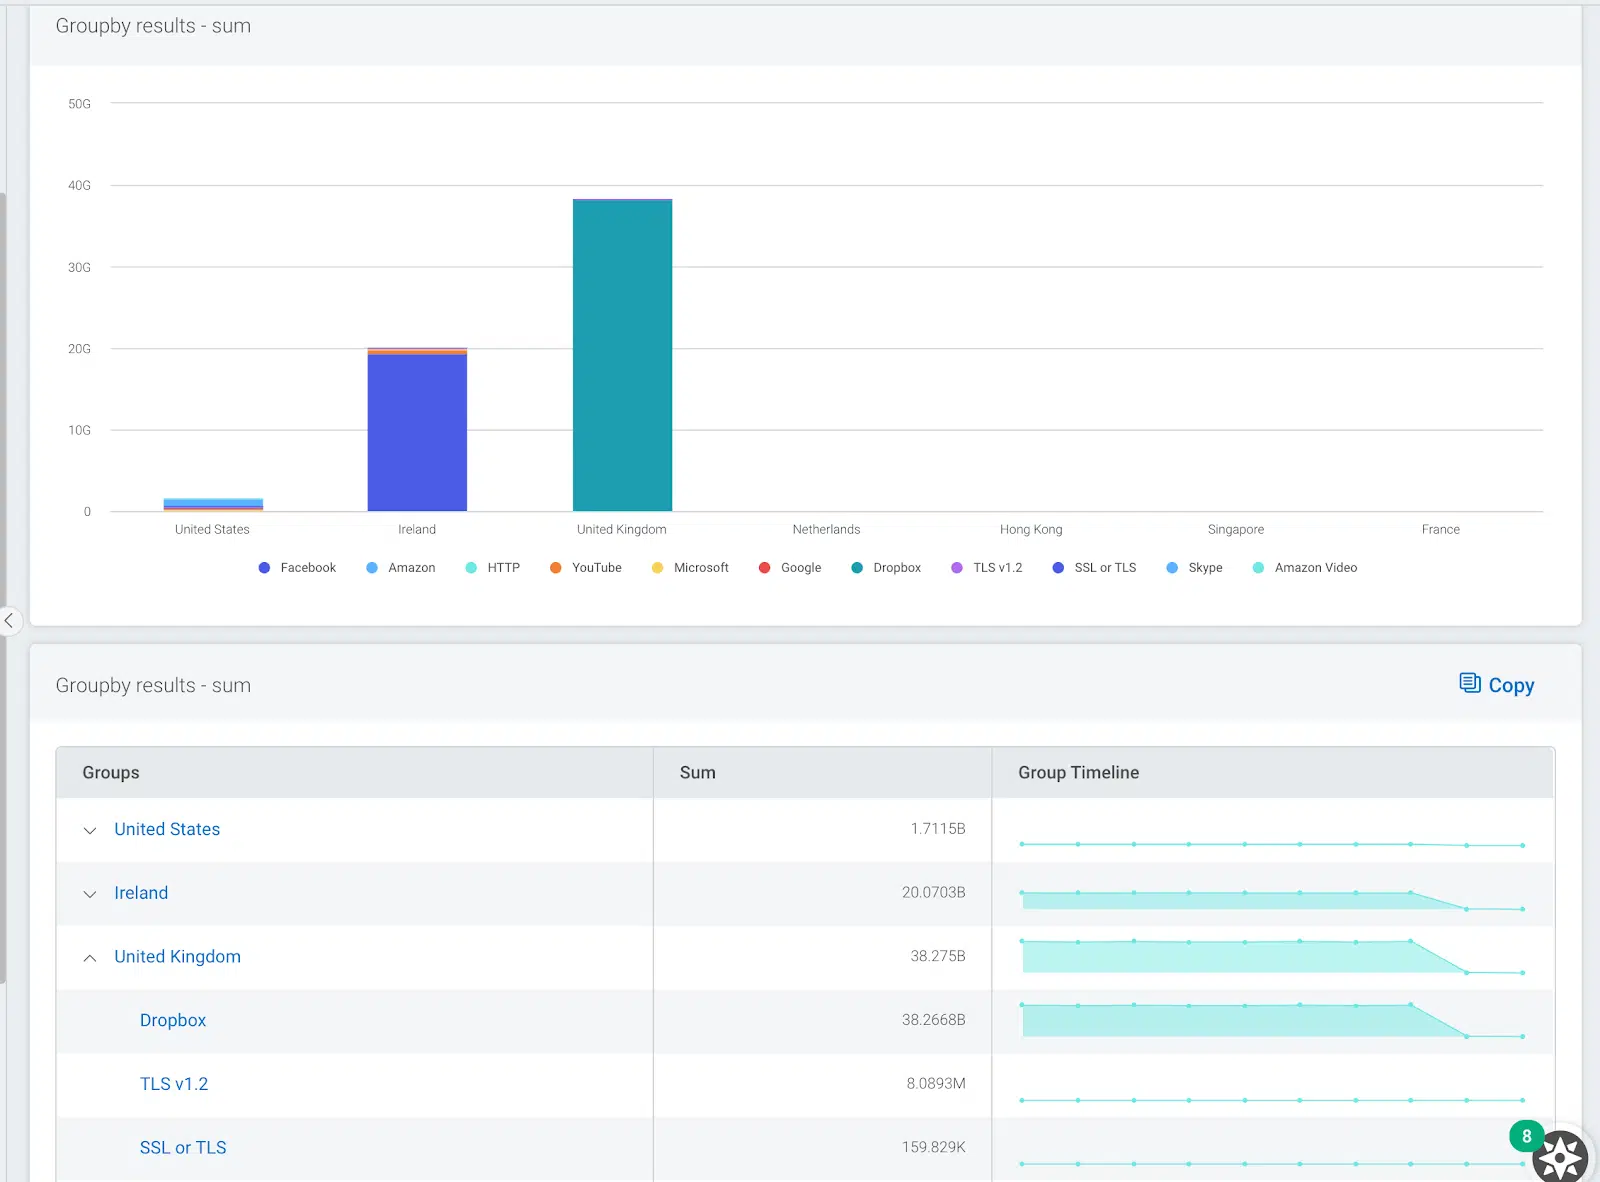 Groupby results - sum
50G
40G
30G
20G
10G
0
United States Ireland United Kingdom Netherlands Hong Kong Singapore France
Facebook Amazon HTTP YouTube Microsoft Google Dropbox TLS v1.2 SSL or TLS Skype Amazon Video
Groupby results - sum Copy
Groups Sum Group Timeline
United States 1.7115B
Ireland 20.0703B
United Kingdom 38.275B
Dropbox 38.2668B
TLS v1.2 8.0893M
SSL or TLS 159.829K
8